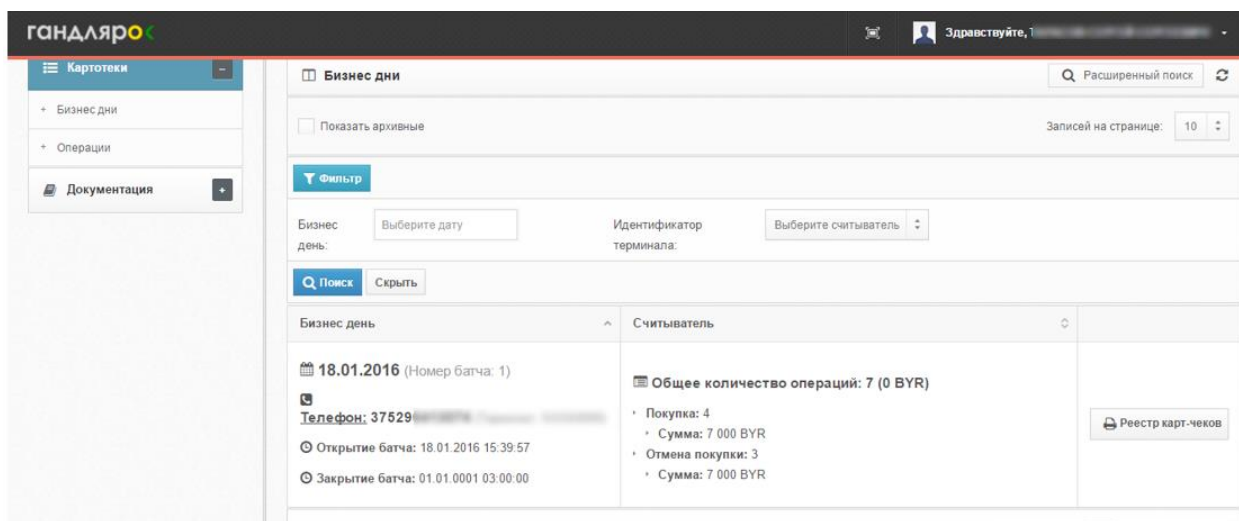 гандлярок
Здравствуйте,
Картотеки
Бизнес дни
Расширенный поиск
+ Бизнес дни
Показать архивные
Записей на странице: 10
+ Операции
Документация
Фильтр
Бизнес день:
Выберите дату
Идентификатор терминала:
Выберите считыватель
Поиск
Скрыть
Бизнес день
Считыватель
18.01.2016 (Номер батча: 1)
Телефон: 37529
Открытие батча: 18.01.2016 15:39:57
Закрытие батча: 01.01.0001 03:00:00
Общее количество операций: 7 (0 BYR)
Покупка: 4
Сумма: 7 000 BYR
Отмена покупки: 3
Сумма: 7 000 BYR
Реестр карт-чеков